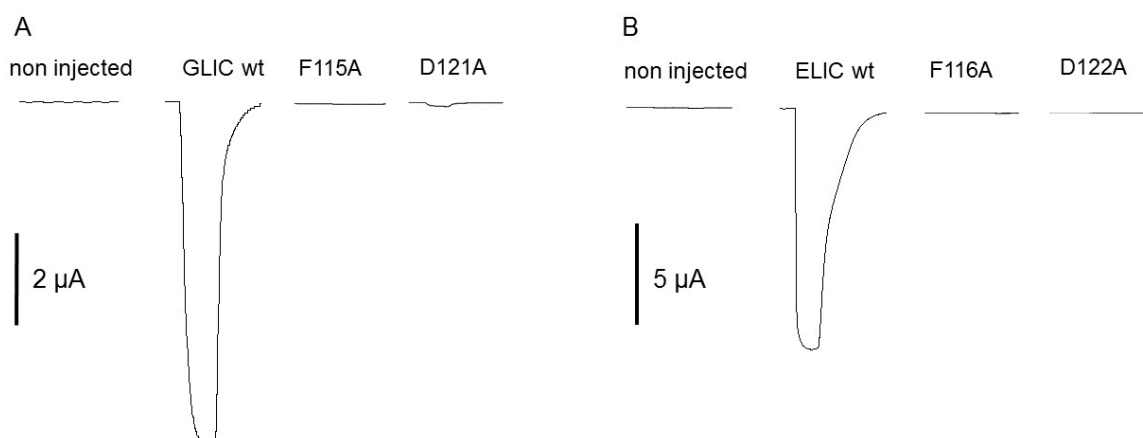 A
non injected GLIC wt F115A D121A
2 μA
B
non injected ELIC wt F116A D122A
5 μA